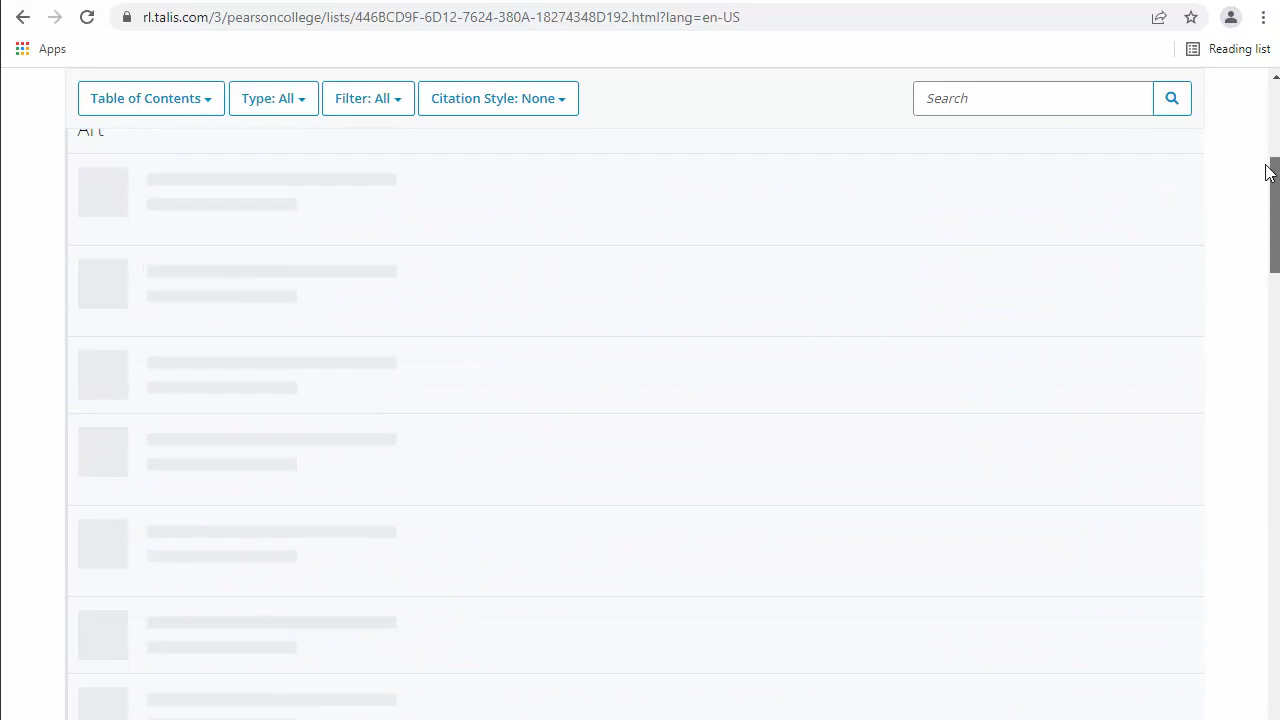 rl.talis.com/3/pearsoncollege/lists/446BCD9F-6D12-7624-380A-18274348D192.html?lang=en-US
Apps
Reading list
Table of Contents
Type: All
Filter: All
Citation Style: None
Search
Art